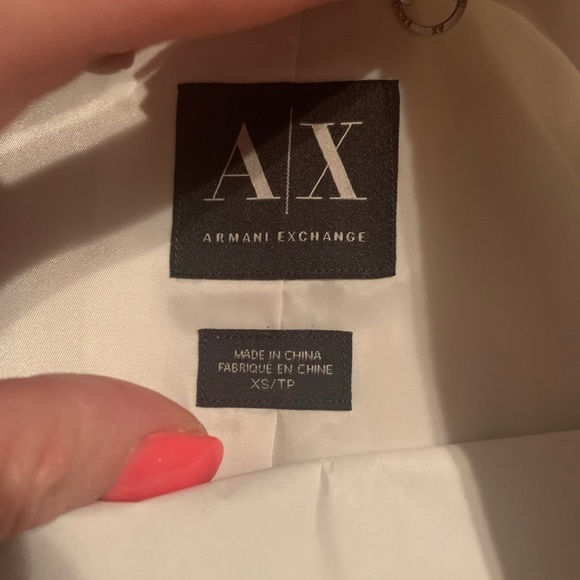 A|X
ARMANI EXCHANGE
MADE IN CHINA
FABRIQUÉ EN CHINE
XS/TP